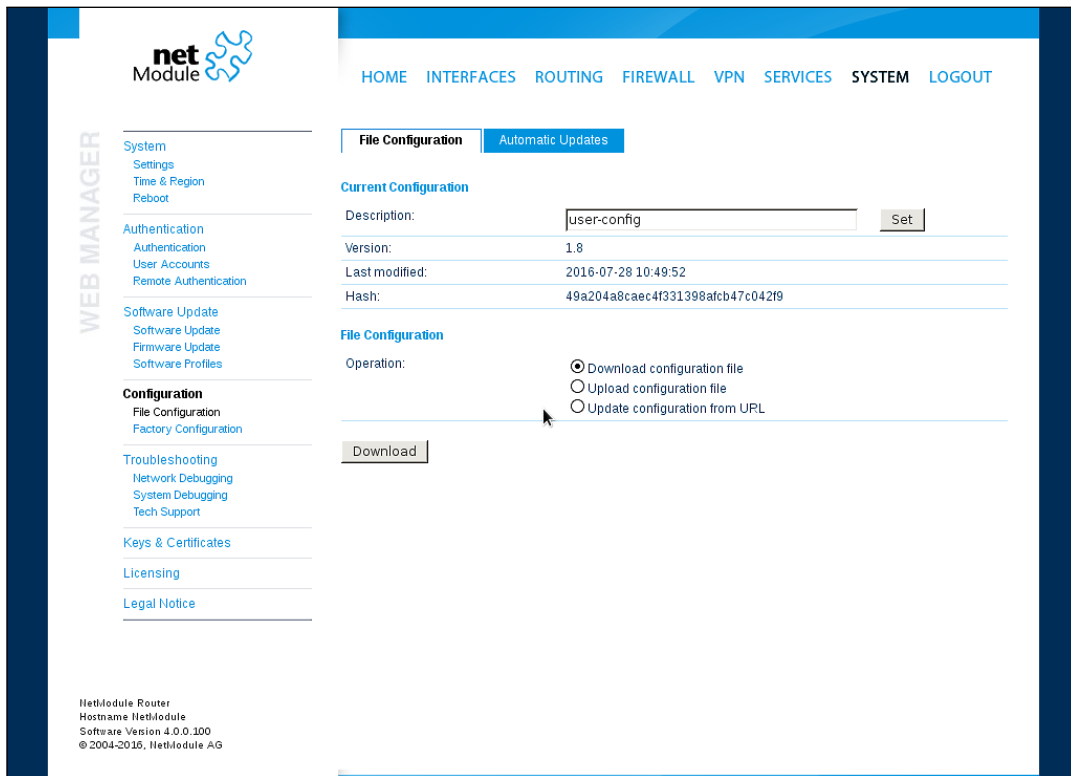 net
Module
HOME INTERFACES ROUTING FIREWALL VPN SERVICES SYSTEM LOGOUT
WEB MANAGER
System
Settings
Time & Region
Reboot
Authentication
Authentication
User Accounts
Remote Authentication
Software Update
Software Update
Firmware Update
Software Profiles
Configuration
File Configuration
Factory Configuration
Troubleshooting
Network Debugging
System Debugging
Tech Support
Keys & Certificates
Licensing
Legal Notice
File Configuration Automatic Updates
Current Configuration
Description: user-config Set
Version: 1.8
Last modified: 2016-07-28 10:49:52
Hash: 49a204a8caec4f331398afcb47c042f9
File Configuration
Operation: Download configuration file
Upload configuration file
Update configuration from URL
Download
NetModule Router
Hostname NetModule
Software Version 4.0.0.100
© 2004-2016, NetModule AG